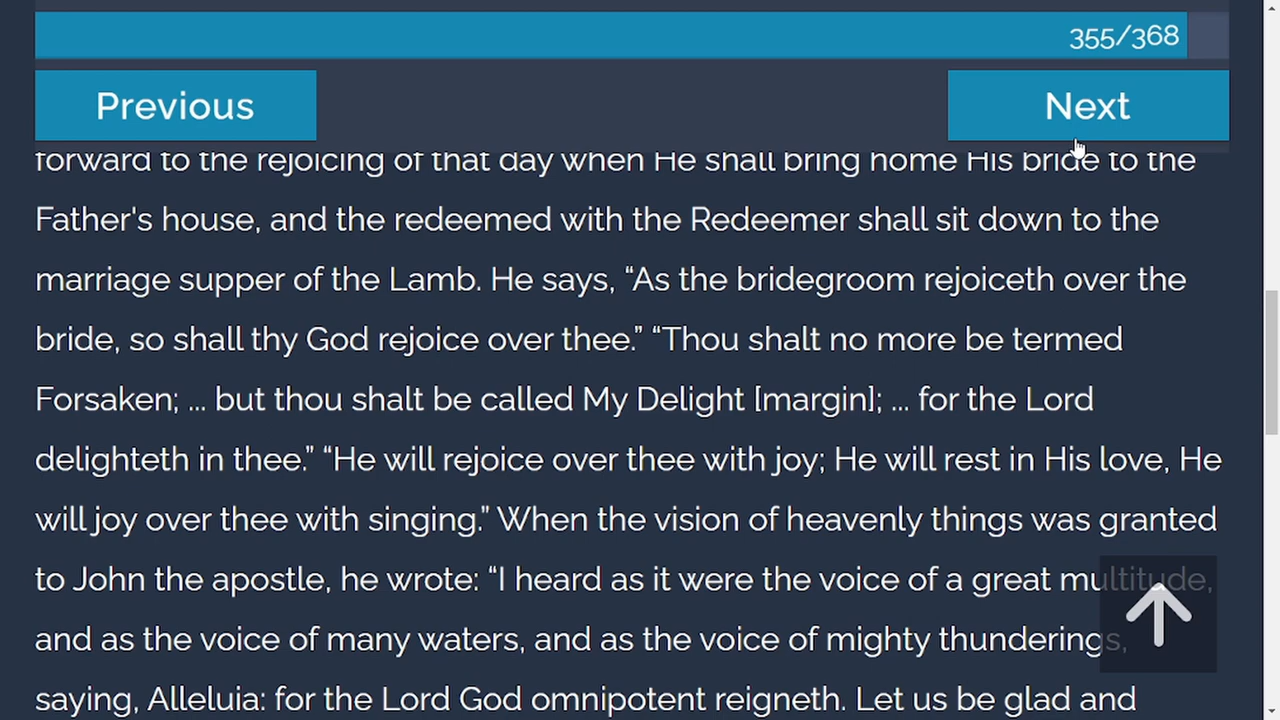 355/368
Previous
Next
forward to the rejoicing of that day when He shall bring home His bride to the
Father's house, and the redeemed with the Redeemer shall sit down to the
marriage supper of the Lamb. He says, “As the bridegroom rejoiceth over the
bride, so shall thy God rejoice over thee.” “Thou shalt no more be termed
Forsaken; ... but thou shalt be called My Delight [margin]; ... for the Lord
delighteth in thee.” “He will rejoice over thee with joy; He will rest in His love, He
will joy over thee with singing.” When the vision of heavenly things was granted
to John the apostle, he wrote: “I heard as it were the voice of a great multitude,
and as the voice of many waters, and as the voice of mighty thunderings,
saying, Alleluia: for the Lord God omnipotent reigneth. Let us be glad and